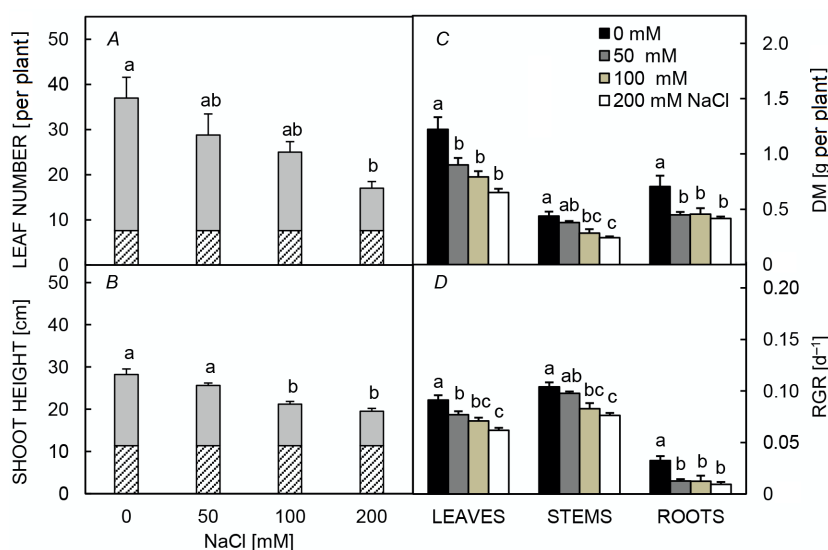 A
LEAF NUMBER [per plant]
50
40
30
20
10
0
a
ab
ab
b
C
0 mM
50 mM
100 mM
200 mM NaCl
DM [g per plant]
2.0
1.5
1.0
0.5
0
a
b
b
b
a
ab
bc
c
a
b
b
b
B
SHOOT HEIGHT [cm]
50
40
30
20
10
0
a
a
b
b
0
50
100
200
NaCl [mM]
D
RGR [d–1]
0.20
0.15
0.10
0.05
0
a
b
bc
c
a
ab
bc
c
a
b
b
b
LEAVES
STEMS
ROOTS